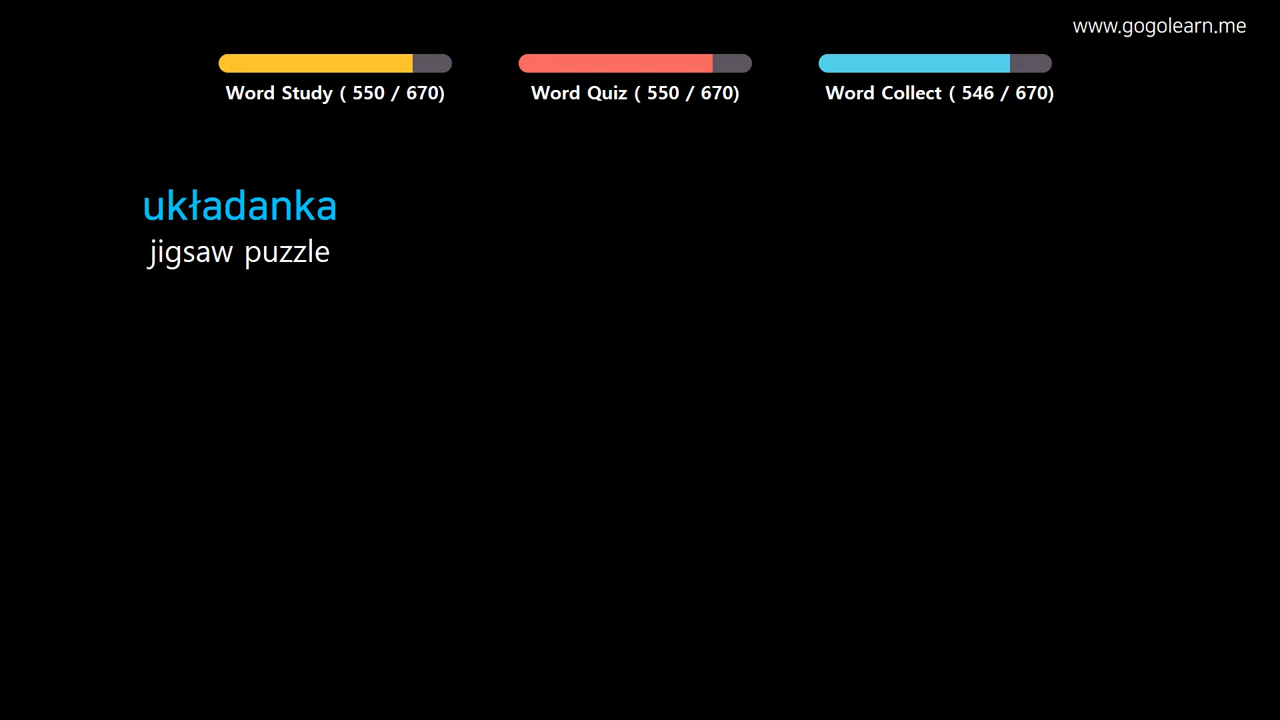 www.gogolearn.me
Word Study ( 550 / 670)
Word Quiz ( 550 / 670)
Word Collect ( 546 / 670)
układanka
jigsaw puzzle